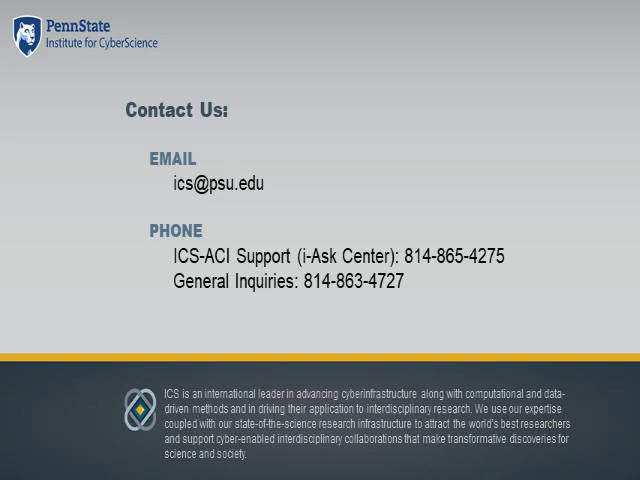 PennState
Institute for CyberScience
Contact Us:
EMAIL
ics@psu.edu
PHONE
ICS-ACI Support (i-Ask Center): 814-865-4275
General Inquiries: 814-863-4727
ICS is an international leader in advancing cyberinfrastructure along with computational and data-
driven methods and in driving their application to interdisciplinary research. We use our expertise
coupled with our state-of-the-science research infrastructure to attract the world's best researchers
and support cyber-enabled interdisciplinary collaborations that make transformative discoveries for
science and society.